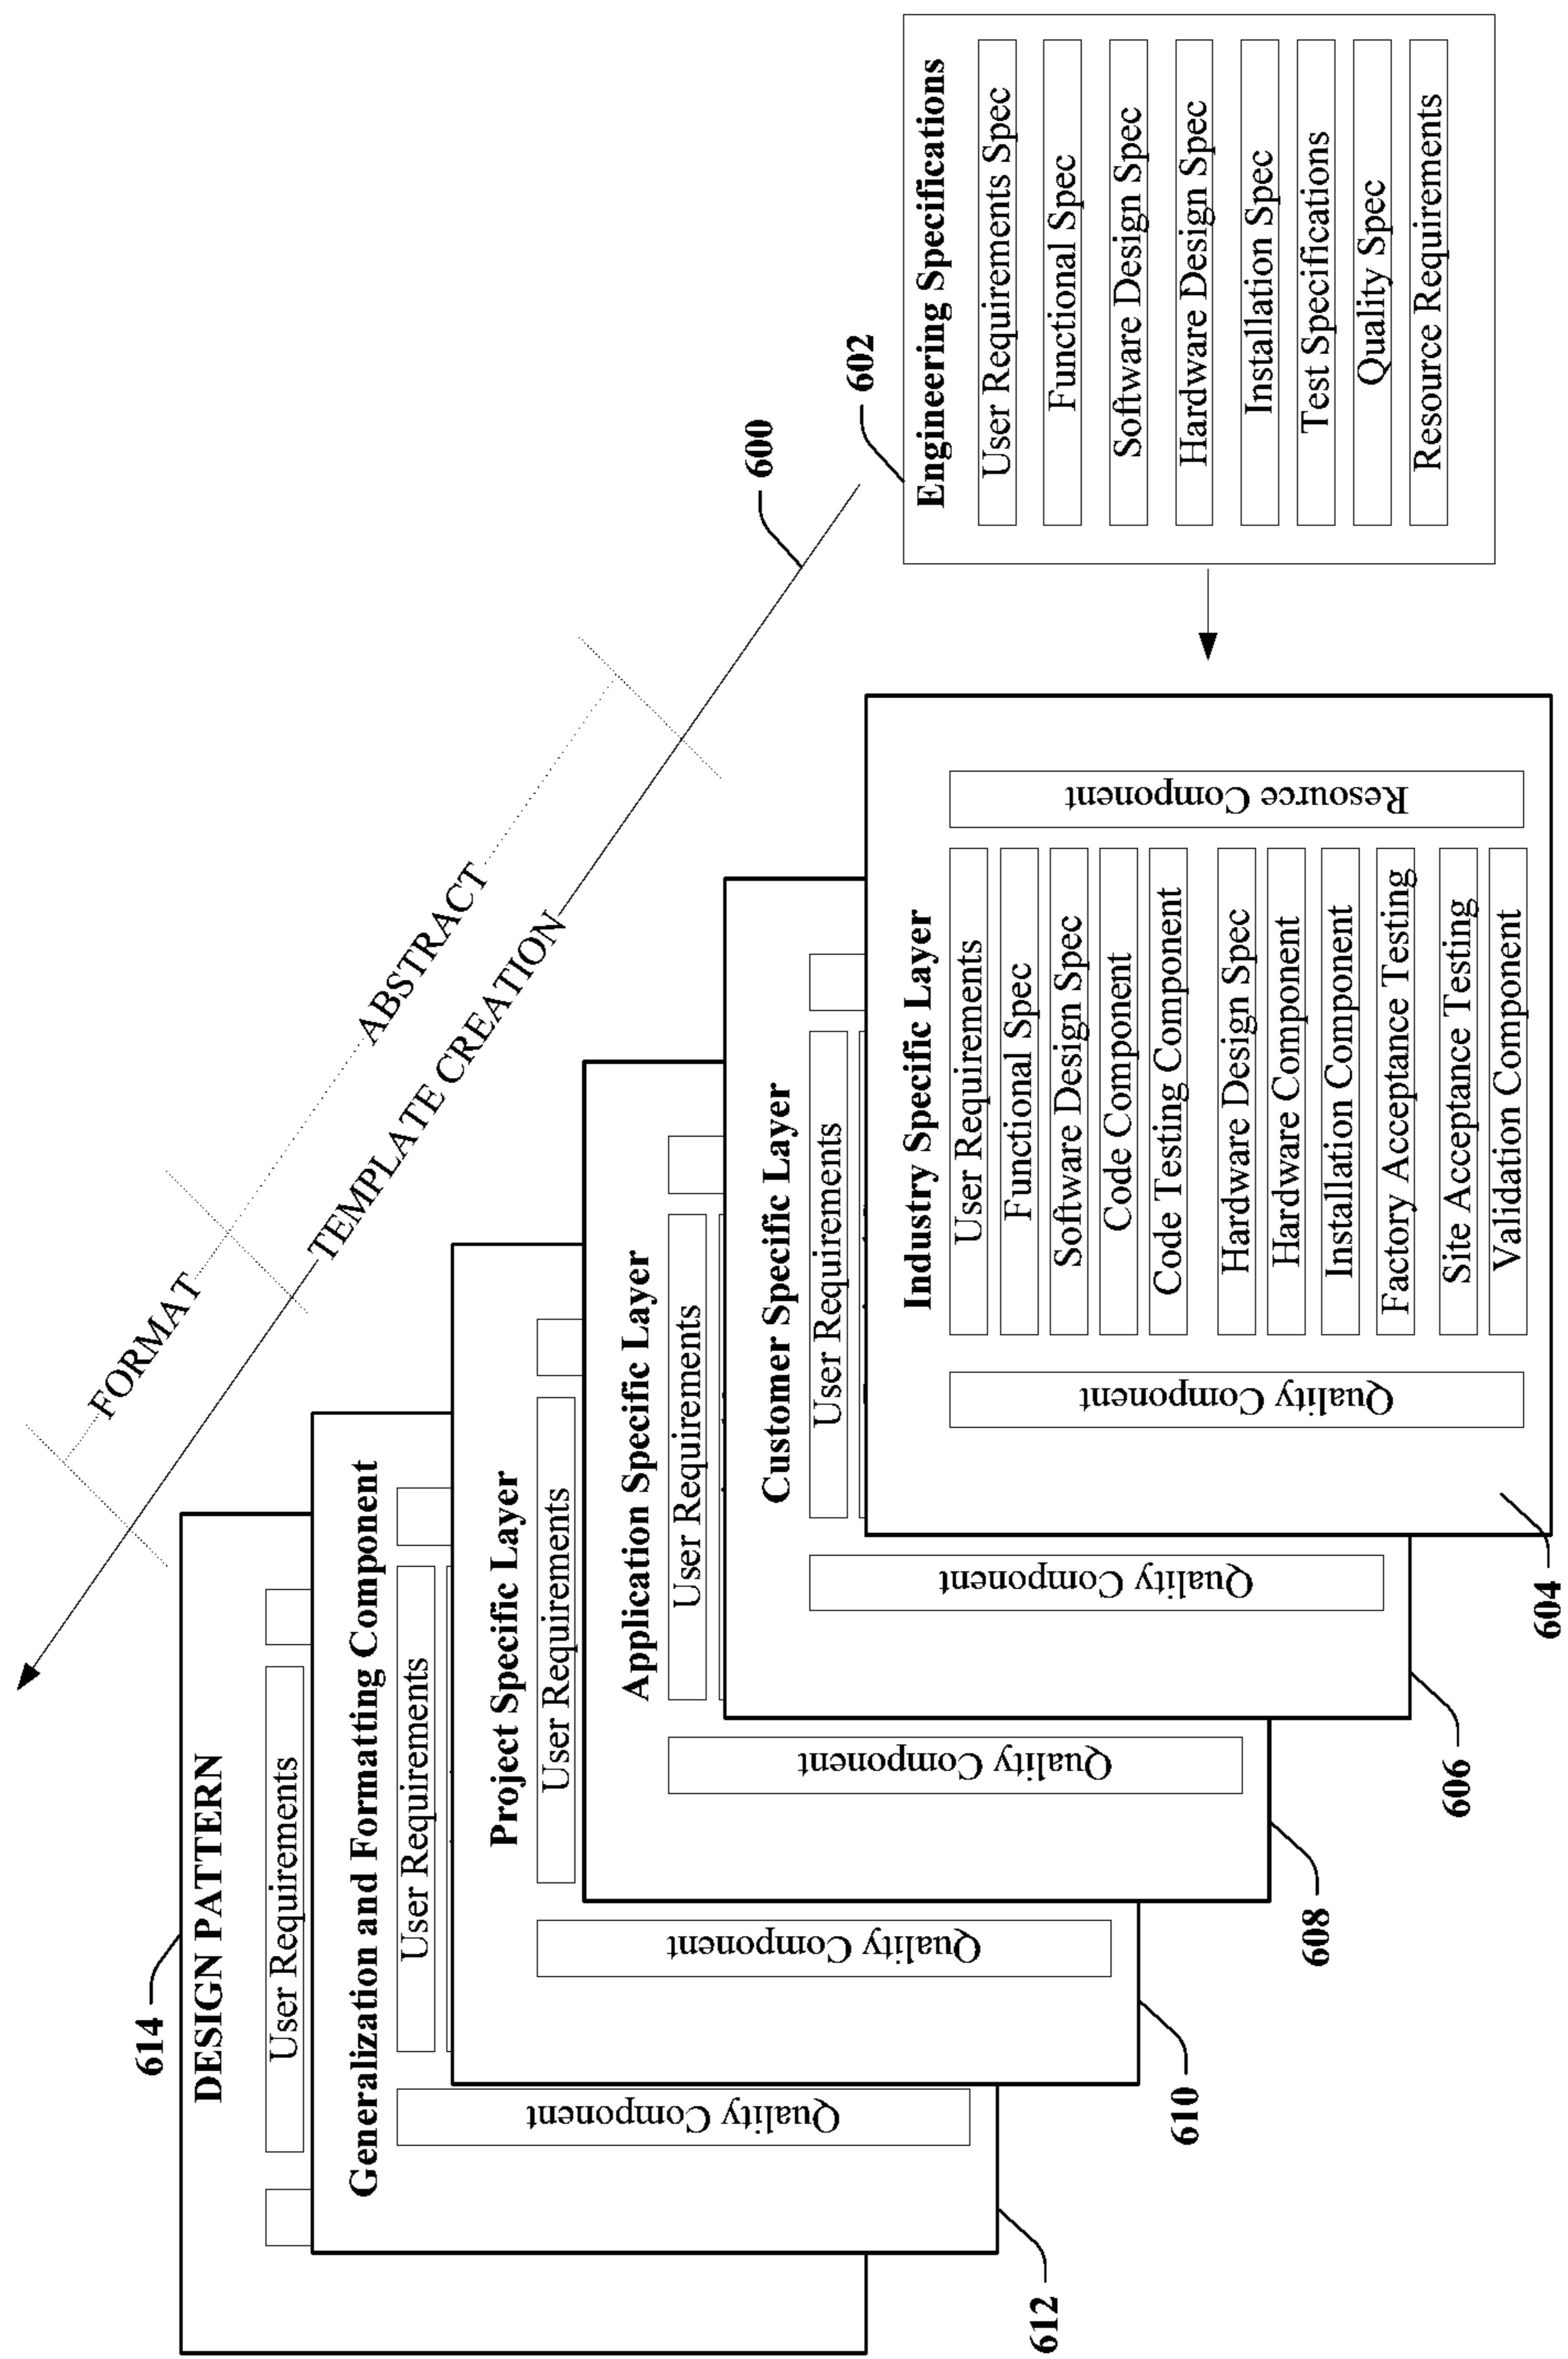 614
DESIGN PATTERN
User Requirements
Generalization and Formatting Component
User Requirements
Quality Component
612
Project Specific Layer
User Requirements
Quality Component
610
Application Specific Layer
User Requirements
Quality Component
608
Customer Specific Layer
User Requirements
Quality Component
606
Industry Specific Layer
User Requirements
Functional Spec
Software Design Spec
Code Component
Code Testing Component
Hardware Design Spec
Hardware Component
Installation Component
Factory Acceptance Testing
Site Acceptance Testing
Validation Component
Quality Component
Resource Component
604
FORMAT
ABSTRACT
TEMPLATE CREATION
600
602
Engineering Specifications
User Requirements Spec
Functional Spec
Software Design Spec
Hardware Design Spec
Installation Spec
Test Specifications
Quality Spec
Resource Requirements